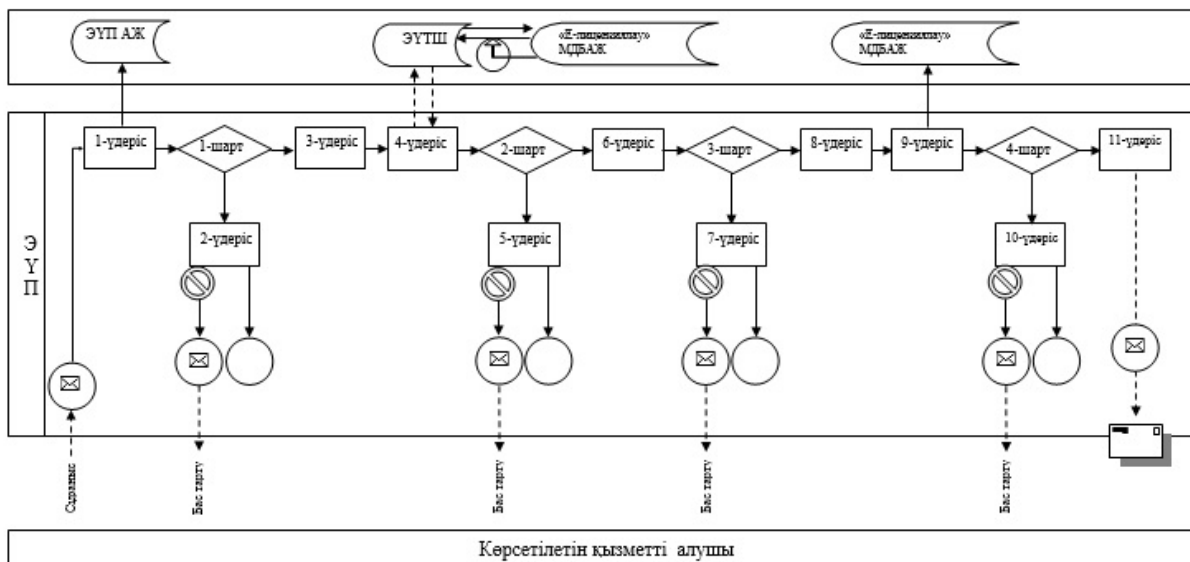 ЭҮП АЖ
ЭҮТШ
«Е-лицензиялау»
МДБАЖ
«Е-лицензиялау»
МДБАЖ
1-үдеріс
1-шарт
3-үдеріс
4-үдеріс
2-шарт
6-үдеріс
3-шарт
8-үдеріс
9-үдеріс
4-шарт
11-үдеріс
2-үдеріс
5-үдеріс
7-үдеріс
10-үдеріс
Э
Ү
П
Сұраныс
Бас тарту
Бас тарту
Бас тарту
Бас тарту
Көрсетілетін қызметті алушы